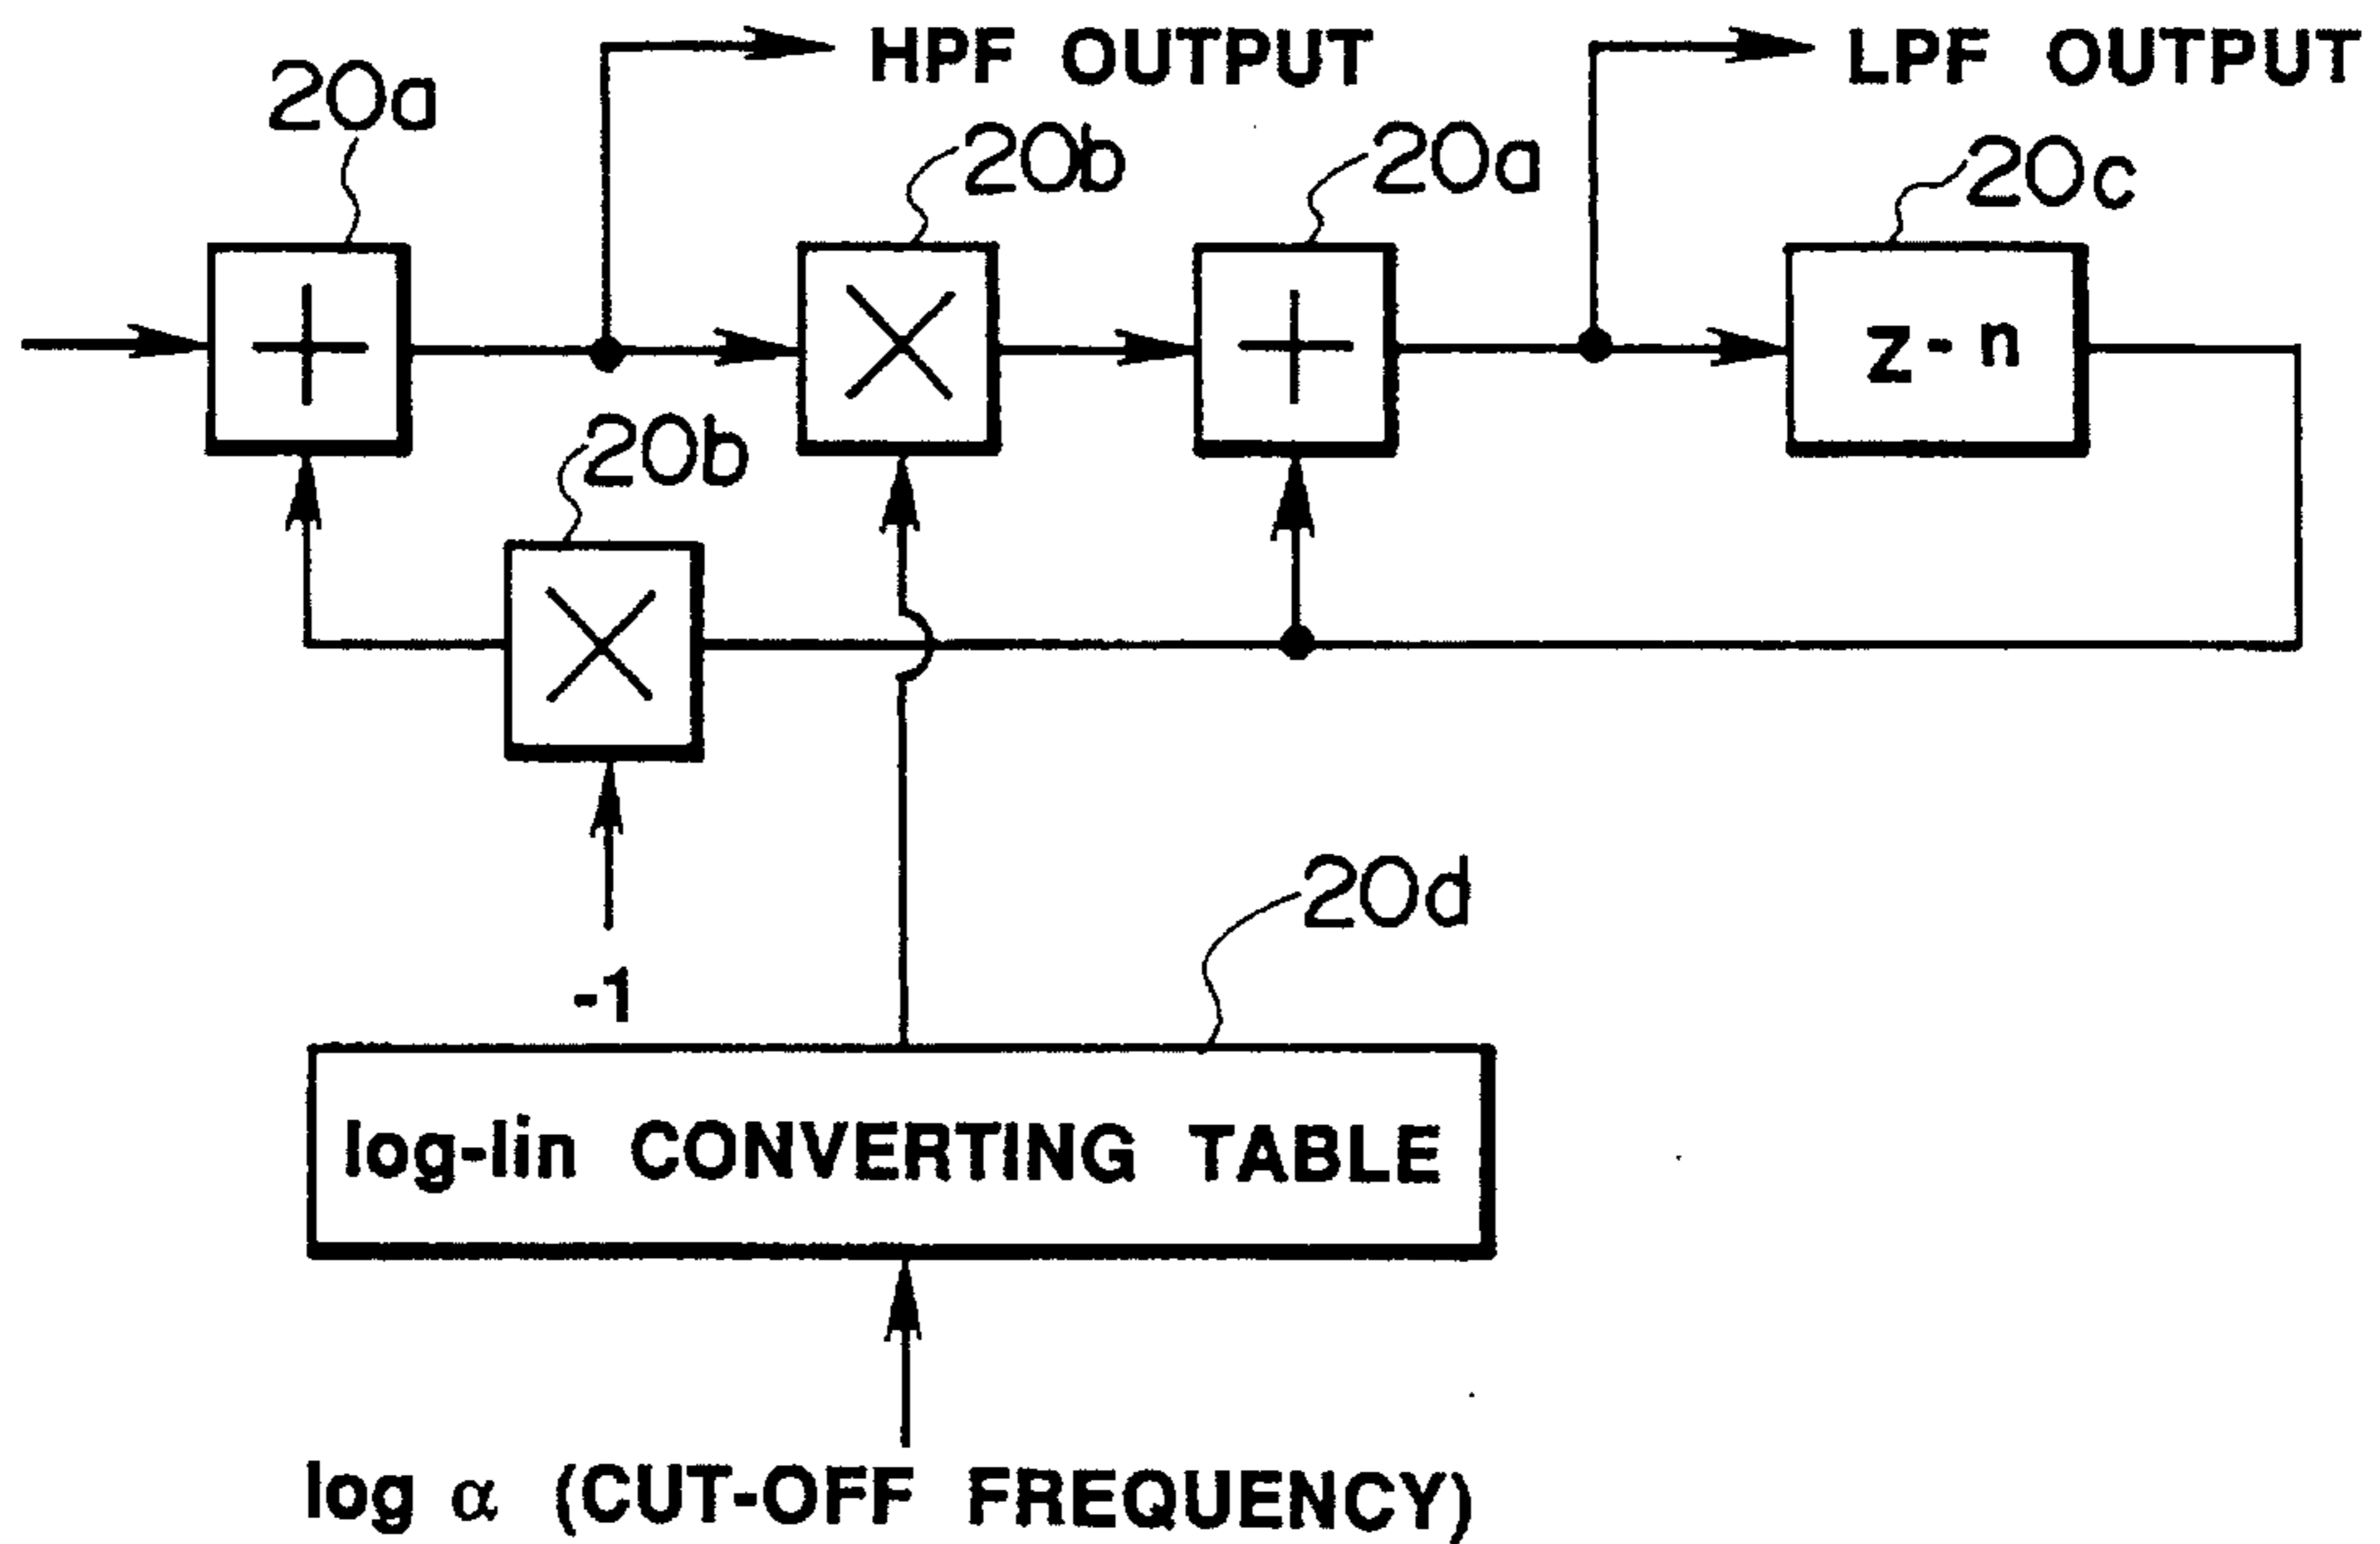 HPF OUTPUT
LPF OUTPUT
20a
20b
20a
20c
+
×
+
z-n
20b
×
-1
20d
log-lin CONVERTING TABLE
log α (CUT-OFF FREQUENCY)